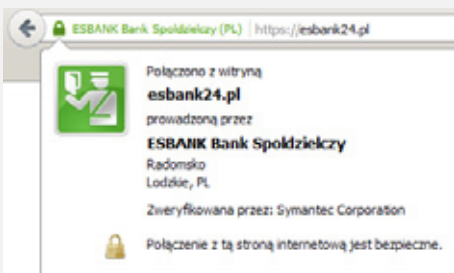 ESBANK Bank Spoldzielczy (PL) https://esbank24.pl
Połączono z witryną
esbank24.pl
prowadzoną przez
ESBANK Bank Spoldzielczy
Radomsko
Lodzkie, PL
Zweryfikowana przez: Symantec Corporation
Połączenie z tą stroną internetową jest bezpieczne.